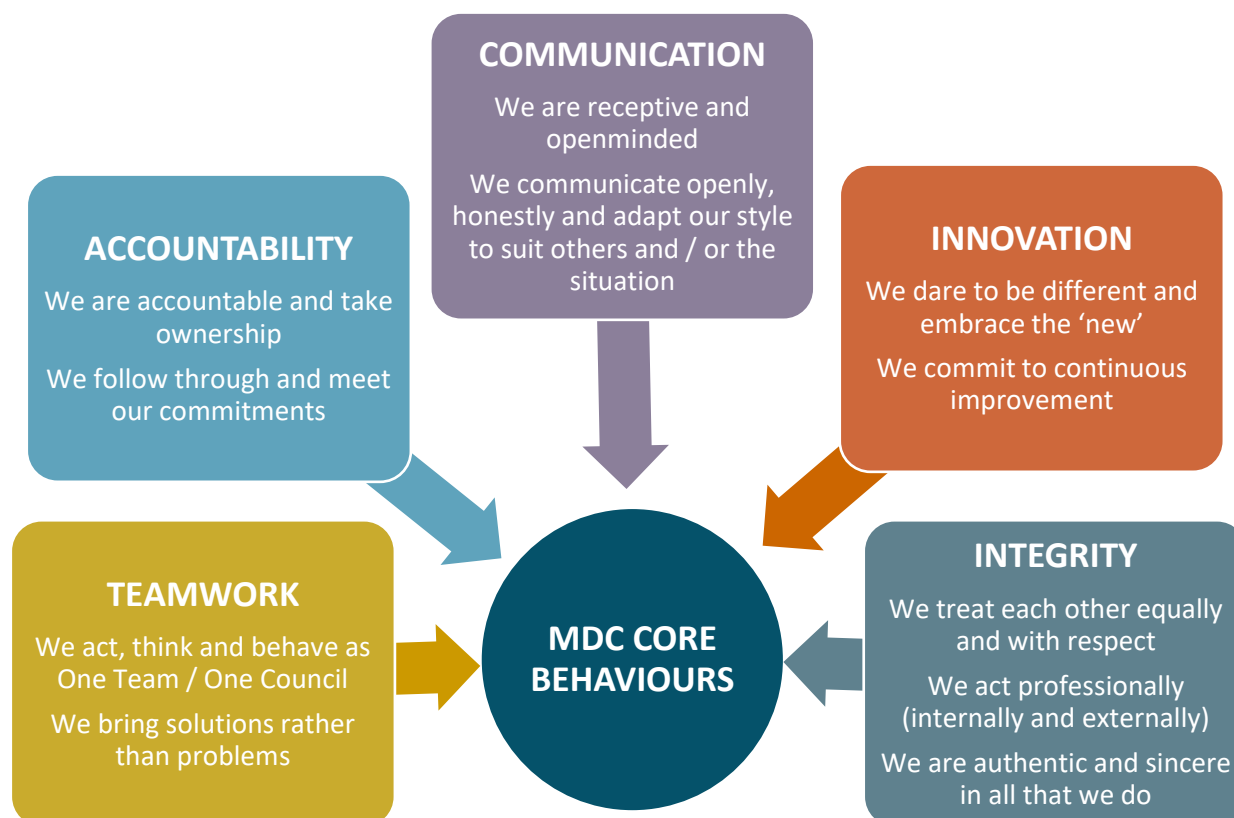 COMMUNICATION
We are receptive and
openminded
We communicate openly,
honestly and adapt our style
to suit others and / or the
situation
ACCOUNTABILITY
We are accountable and take
ownership
We follow through and meet
our commitments
INNOVATION
We dare to be different and
embrace the ‘new’
We commit to continuous
improvement
TEAMWORK
We act, think and behave as
One Team / One Council
We bring solutions rather
than problems
MDC CORE
BEHAVIOURS
INTEGRITY
We treat each other equally
and with respect
We act professionally
(internally and externally)
We are authentic and sincere
in all that we do